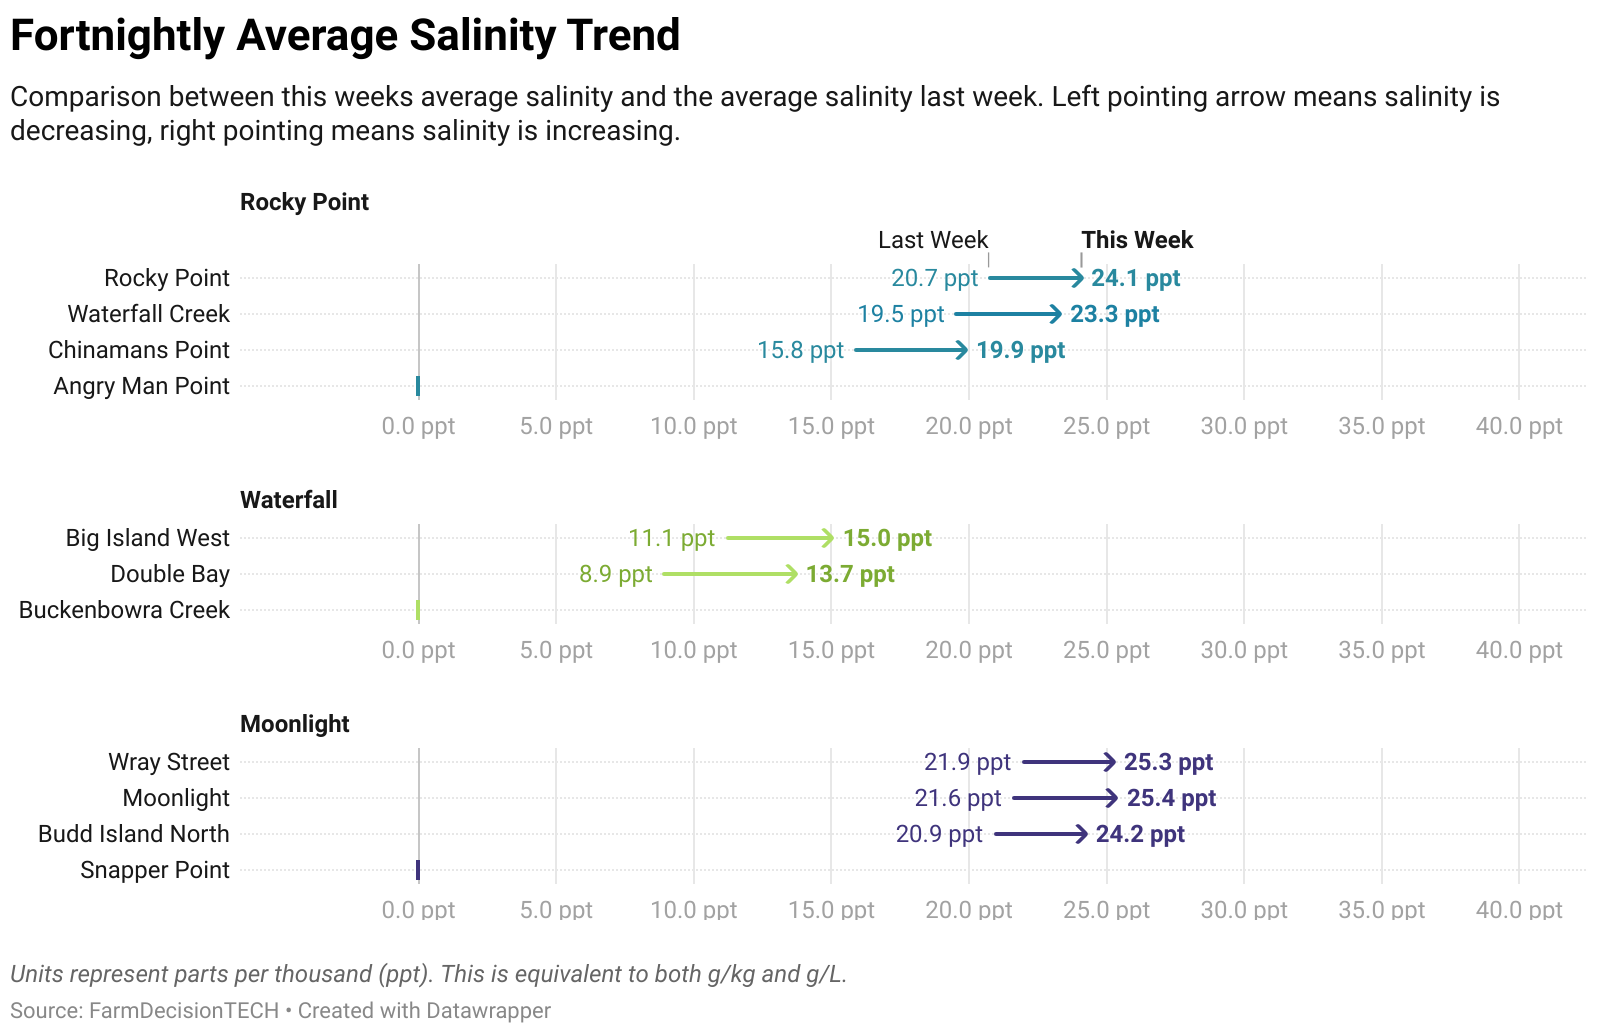 Fortnightly Average Salinity Trend
Comparison between this weeks average salinity and the average salinity last week. Left pointing arrow means salinity is
decreasing, right pointing means salinity is increasing.
Rocky Point
Last Week This Week
Rocky Point 20.7 ppt 24.1 ppt
Waterfall Creek 19.5 ppt 23.3 ppt
Chinamans Point 15.8 ppt 19.9 ppt
Angry Man Point
0.0 ppt 5.0 ppt 10.0 ppt 15.0 ppt 20.0 ppt 25.0 ppt 30.0 ppt 35.0 ppt 40.0 ppt
Waterfall
Big Island West 11.1 ppt 15.0 ppt
Double Bay 8.9 ppt 13.7 ppt
Buckenbowra Creek
0.0 ppt 5.0 ppt 10.0 ppt 15.0 ppt 20.0 ppt 25.0 ppt 30.0 ppt 35.0 ppt 40.0 ppt
Moonlight
Wray Street 21.9 ppt 25.3 ppt
Moonlight 21.6 ppt 25.4 ppt
Budd Island North 20.9 ppt 24.2 ppt
Snapper Point
0.0 ppt 5.0 ppt 10.0 ppt 15.0 ppt 20.0 ppt 25.0 ppt 30.0 ppt 35.0 ppt 40.0 ppt
Units represent parts per thousand (ppt). This is equivalent to both g/kg and g/L.
Source: FarmDecisionTECH • Created with Datawrapper